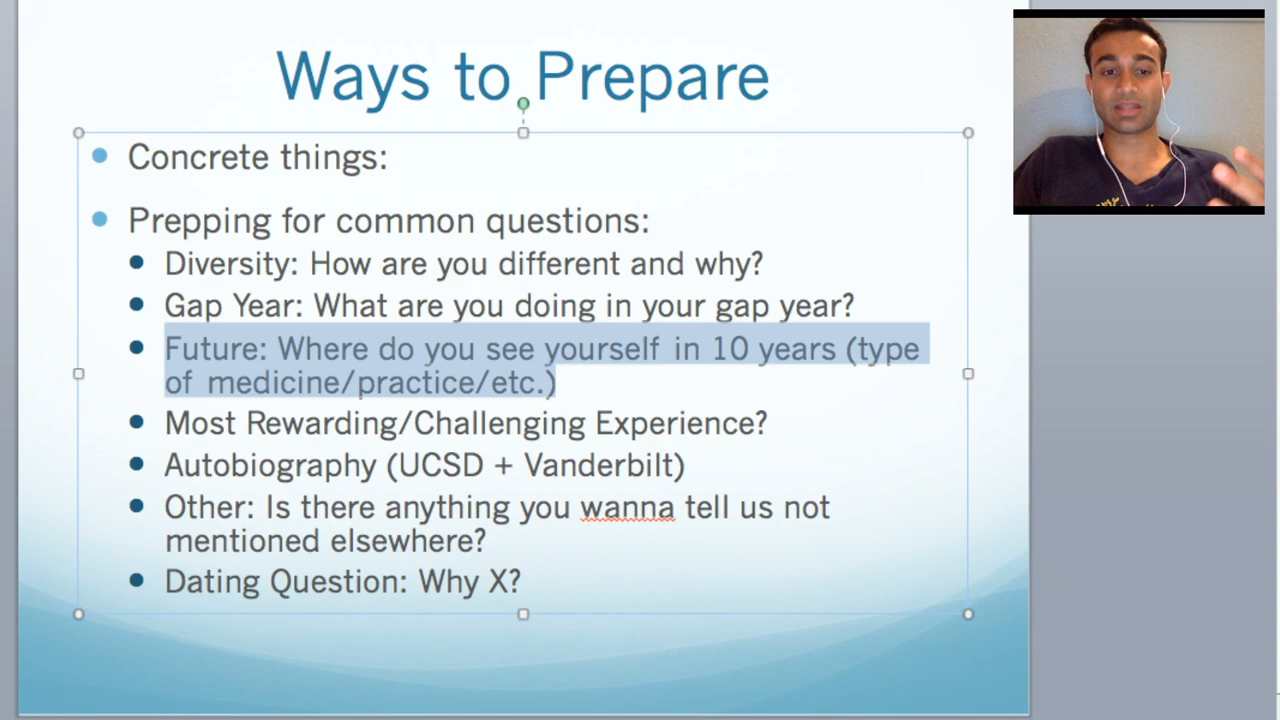 Ways to Prepare
Concrete things:
Prepping for common questions:
Diversity: How are you different and why?
Gap Year: What are you doing in your gap year?
Future: Where do you see yourself in 10 years (type
of medicine/practice/etc.)
Most Rewarding/Challenging Experience?
Autobiography (UCSD + Vanderbilt)
Other: Is there anything you wanna tell us not
mentioned elsewhere?
Dating Question: Why X?